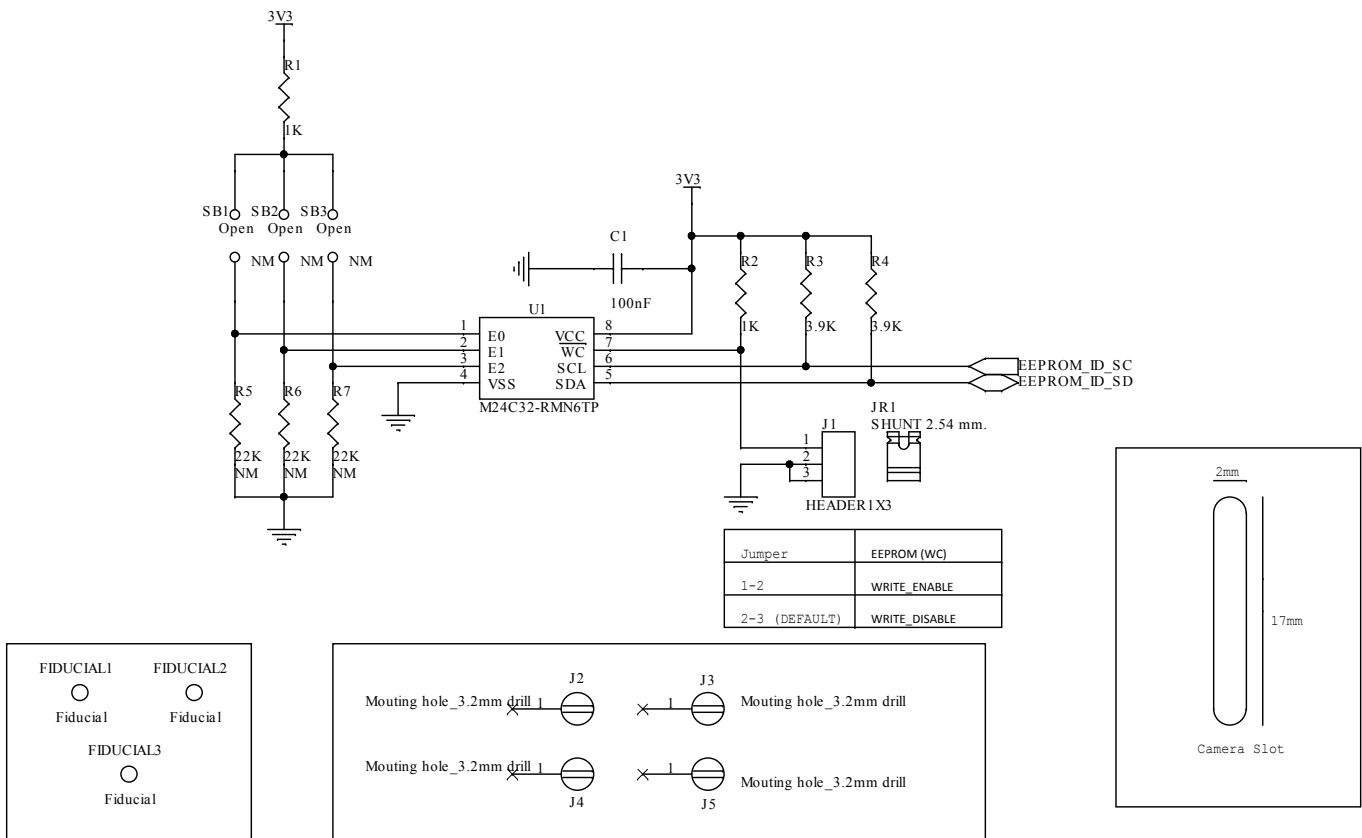 3V3
R1
1K
SB1 SB2 SB3
Open Open Open
NM NM NM
3V3
C1
100nF
R2 R3 R4
1K 3.9K 3.9K
U1
1 E0 VCC 8
2 E1 WC 7
3 E2 SCL 6
4 VSS SDA 5
M24C32-RMN6TP
EEPROM_ID_SC
EEPROM_ID_SD
R5 R6 R7
22K 22K 22K
NM NM NM
J1
1
2
3
HEADER1X3
JR1
SHUNT 2.54 mm.
Jumper EEPROM (WC)
1-2 WRITE_ENABLE
2-3 (DEFAULT) WRITE_DISABLE
2mm
17mm
Camera Slot
FIDUCIAL1 FIDUCIAL2
Fiducial Fiducial
FIDUCIAL3
Fiducial
J2 J3
Mouting hole_3.2mm drill 1 1 Mouting hole_3.2mm drill
Mouting hole_3.2mm drill 1 1 Mouting hole_3.2mm drill
J4 J5